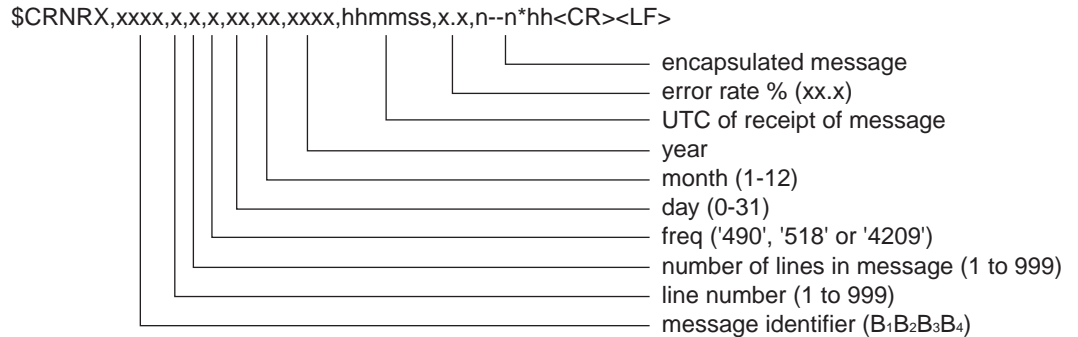 $CRNRX,xxxx,x,x,x,xx,xx,xxxx,hhmmss,x.x,n--n*hh<CR><LF>
encapsulated message
error rate % (xx.x)
UTC of receipt of message
year
month (1-12)
day (0-31)
freq ('490', '518' or '4209')
number of lines in message (1 to 999)
line number (1 to 999)
message identifier (B₁B₂B₃B₄)